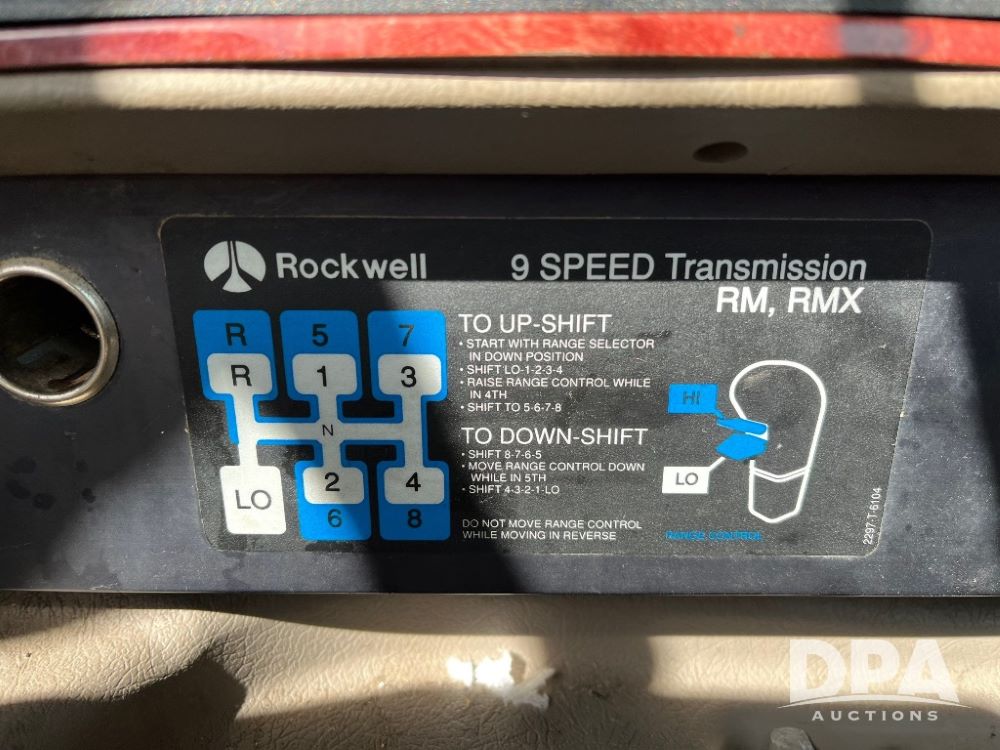 Rockwell
9 SPEED Transmission
RM, RMX
R 5 7
R 1 3
N
LO 2 4
6 8
TO UP-SHIFT
• START WITH RANGE SELECTOR
IN DOWN POSITION
• SHIFT LO-1-2-3-4
• RAISE RANGE CONTROL WHILE
IN 4TH
• SHIFT TO 5-6-7-8
TO DOWN-SHIFT
• SHIFT 8-7-6-5
• MOVE RANGE CONTROL DOWN
WHILE IN 5TH
• SHIFT 4-3-2-1-LO
DO NOT MOVE RANGE CONTROL
WHILE MOVING IN REVERSE
HI
LO
RANGE CONTROL
2297-T-6104
DPA
AUCTIONS